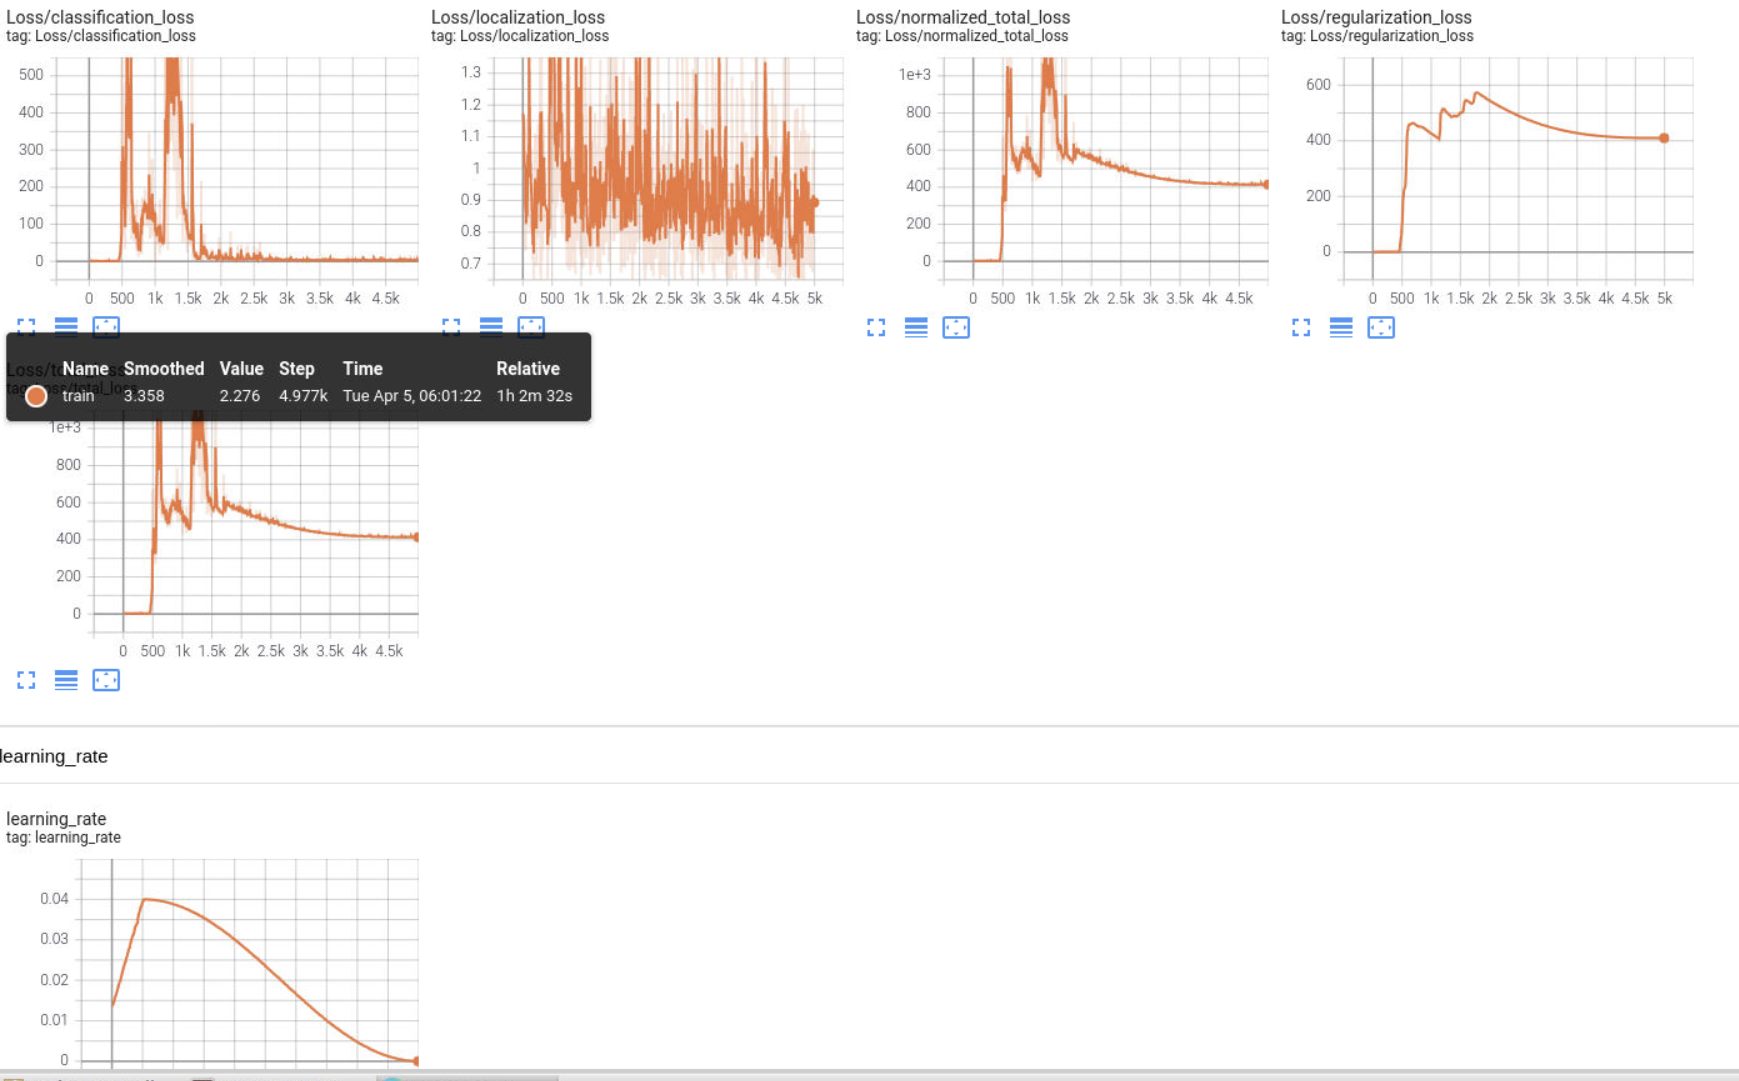 Loss/classification_loss
tag: Loss/classification_loss
500
400
300
200
100
0
0 500 1k 1.5k 2k 2.5k 3k 3.5k 4k 4.5k
Loss/localization_loss
tag: Loss/localization_loss
1.3
1.2
1.1
1
0.9
0.8
0.7
0 500 1k 1.5k 2k 2.5k 3k 3.5k 4k 4.5k 5k
Loss/normalized_total_loss
tag: Loss/normalized_total_loss
1e+3
800
600
400
200
0
0 500 1k 1.5k 2k 2.5k 3k 3.5k 4k 4.5k
Loss/regularization_loss
tag: Loss/regularization_loss
600
400
200
0
0 500 1k 1.5k 2k 2.5k 3k 3.5k 4k 4.5k 5k
Name Smoothed Value Step Time Relative
train 3.358 2.276 4.977k Tue Apr 5, 06:01:22 1h 2m 32s
1e+3
800
600
400
200
0
0 500 1k 1.5k 2k 2.5k 3k 3.5k 4k 4.5k
learning_rate
learning_rate
tag: learning_rate
0.04
0.03
0.02
0.01
0